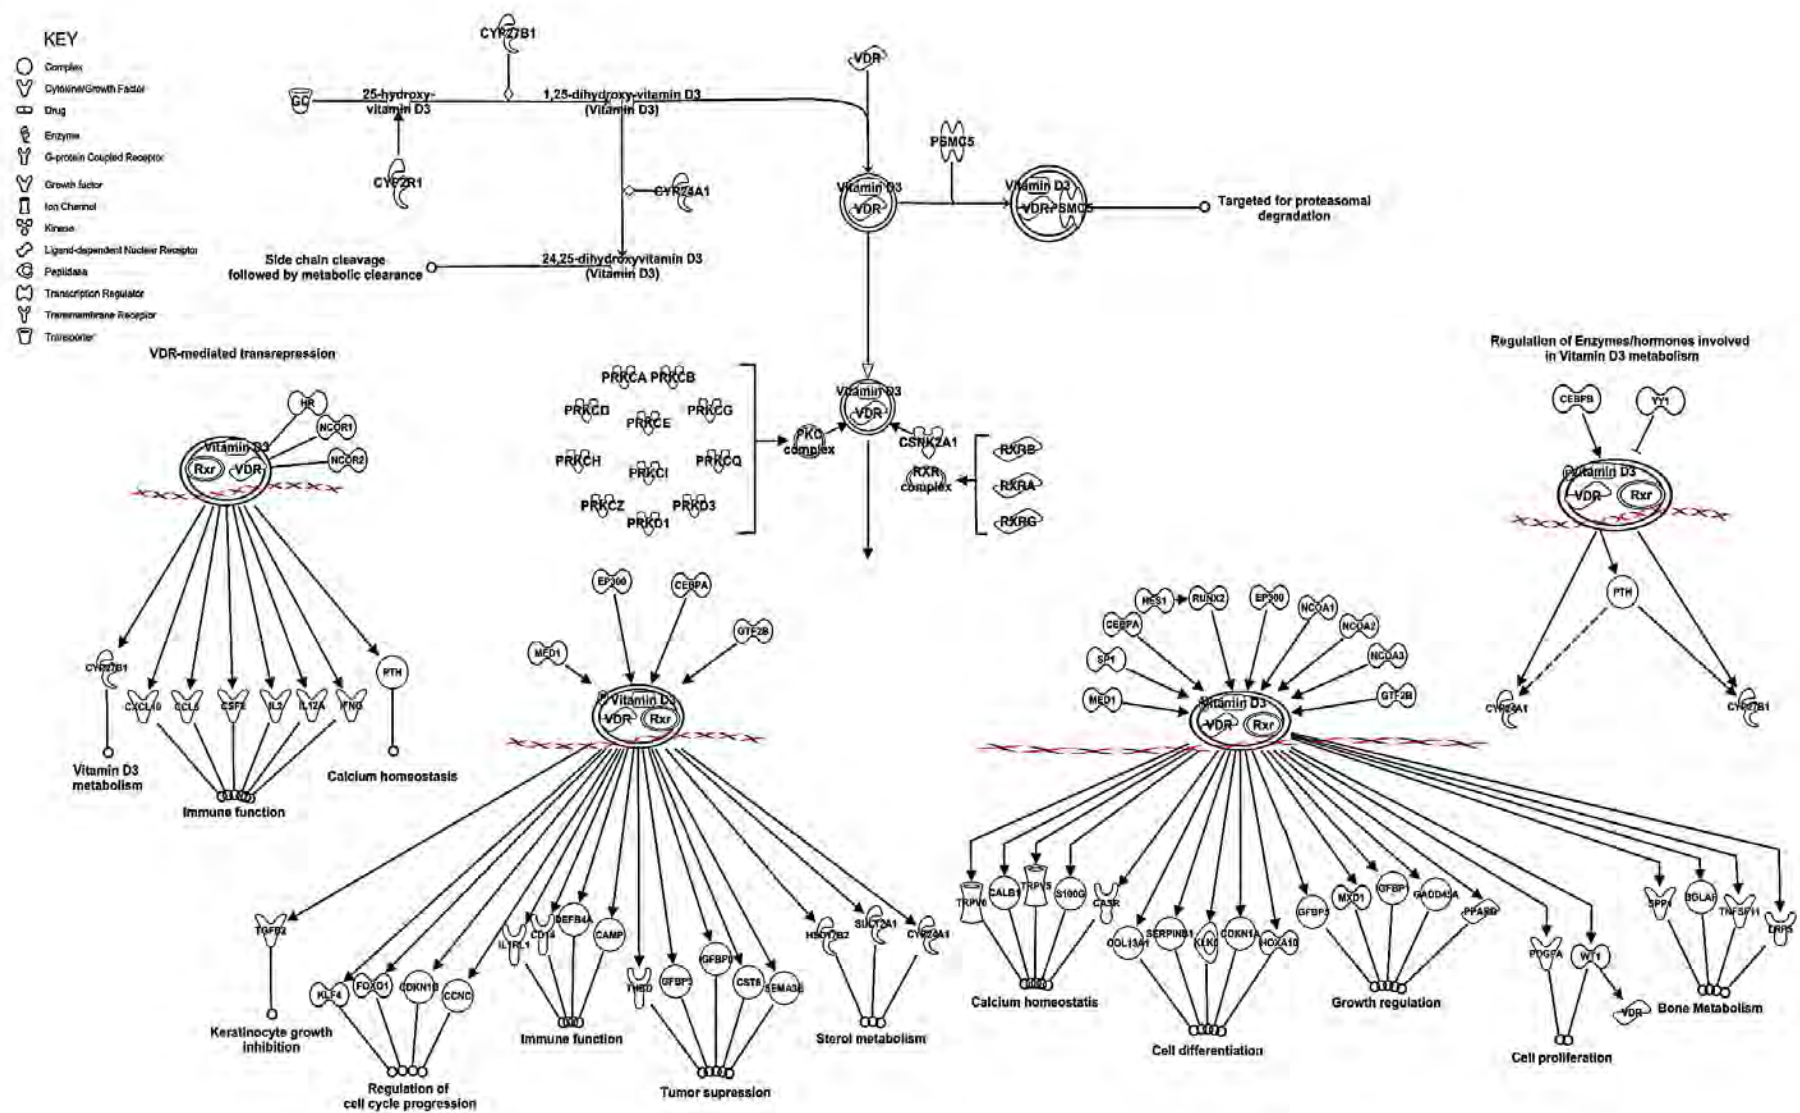 KEY
Complex
Cytokine/Growth Factor
Drug
Enzyme
G-protein Coupled Receptor
Growth factor
Ion Channel
Kinase
Ligand-dependent Nuclear Receptor
Peptidase
Transcription Regulator
Transmembrane Receptor
Transporter
CYP27B1
GC
25-hydroxy-
vitamin D3
1,25-dihydroxy-vitamin D3
(Vitamin D3)
CYP2R1
CYP24A1
Side chain cleavage
followed by metabolic clearance
24,25-dihydroxyvitamin D3
(Vitamin D3)
VDR
PSMC5
Vitamin D3
VDR
Vitamin D3
VDR
PSMC5
Targeted for proteasomal
degradation
VDR-mediated transrepression
HR
NCOR1
NCOR2
Vitamin D3
Rxr
VDR
CYP27B1
CXCL10
CCL5
CSF2
IL2
IL12A
IFNG
PTH
Vitamin D3
metabolism
Immune function
Calcium homeostasis
PRKCA
PRKCB
PRKCD
PRKCG
PRKCE
PRKCH
PRKCI
PRKCQ
PRKCZ
PRKD3
PRKD1
PKC
complex
Vitamin D3
VDR
CSNK2A1
RXR
complex
RXRB
RXRA
RXRG
Regulation of Enzymes/hormones involved
in Vitamin D3 metabolism
CEBPB
YY1
Vitamin D3
VDR
Rxr
PTH
CYP24A1
CYP27B1
EP300
CEBPA
MED1
GTF2B
Vitamin D3
VDR
Rxr
TGFB2
KLF4
FOXO1
CDKN1B
CCNC
IL1RL1
CD14
DEFB4A
CAMP
THBD
IGFBP3
CST6
SEMA3B
HSD17B2
SULT2A1
CYP24A1
Keratinocyte growth
inhibition
Regulation of
cell cycle progression
Immune function
Tumor supression
Sterol metabolism
HES1
RUNX2
EP300
NCOA1
NCOA2
NCOA3
GTF2B
CEBPA
SP1
MED1
Vitamin D3
VDR
Rxr
TRPV6
CALB1
TRPV5
S100G
CASR
COL13A1
SERPINB1
KLK6
CDKN1A
HOXA10
IGFBP5
MXD1
IGFBP1
GADD45A
PPARD
PDGFA
WT1
VDR
SPP1
BGLAP
TNFSF11
LRP5
Calcium homeostatis
Cell differentiation
Growth regulation
Cell proliferation
Bone Metabolism